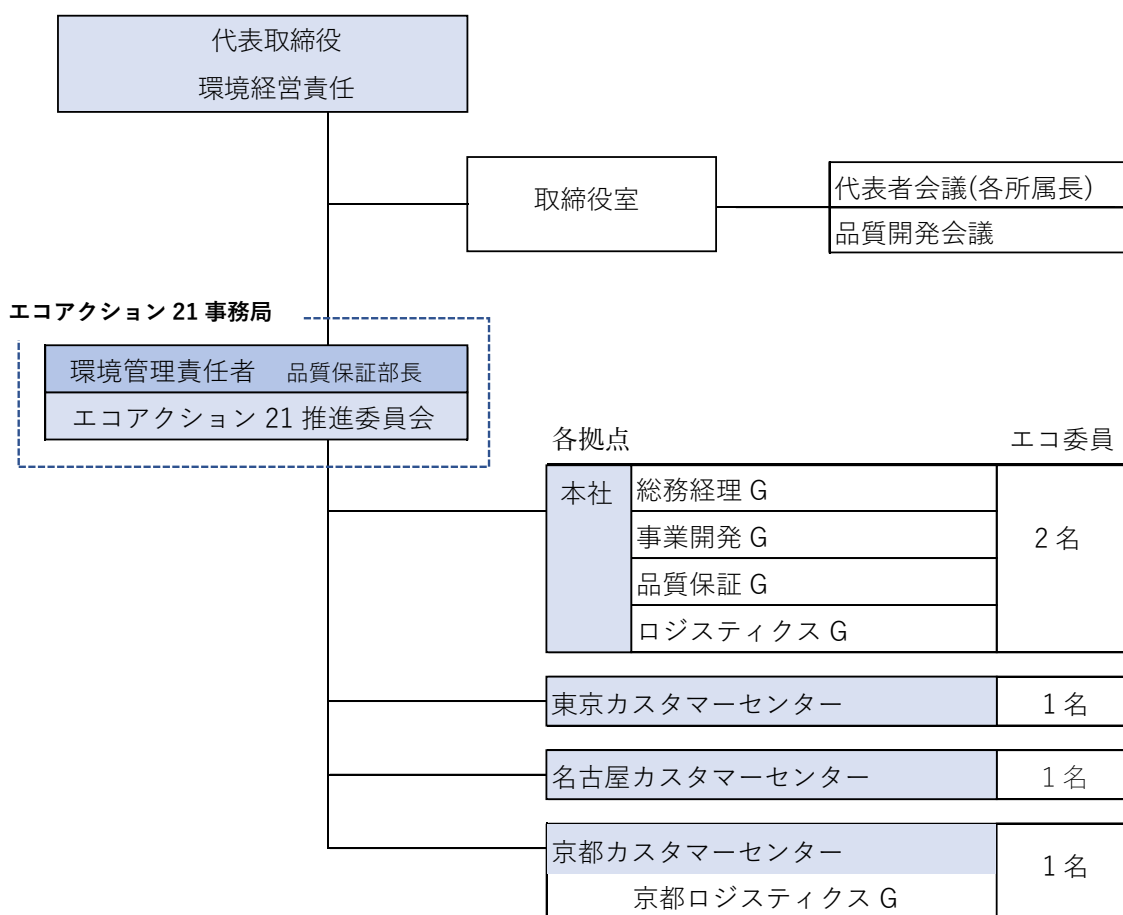 代表取締役
環境経営責任
取締役室
代表者会議(各所属長)
品質開発会議
エコアクション 21 事務局
環境管理責任者 品質保証部長
エコアクション 21 推進委員会
各拠点 エコ委員
本社 総務経理 G
事業開発 G 2 名
品質保証 G
ロジスティクス G
東京カスタマーセンター 1 名
名古屋カスタマーセンター 1 名
京都カスタマーセンター 1 名
京都ロジスティクス G